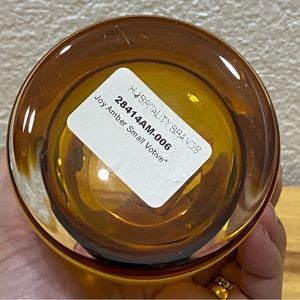 HOSPITALITY BRANDS
28414AM-006
Joy Amber Small Votive*